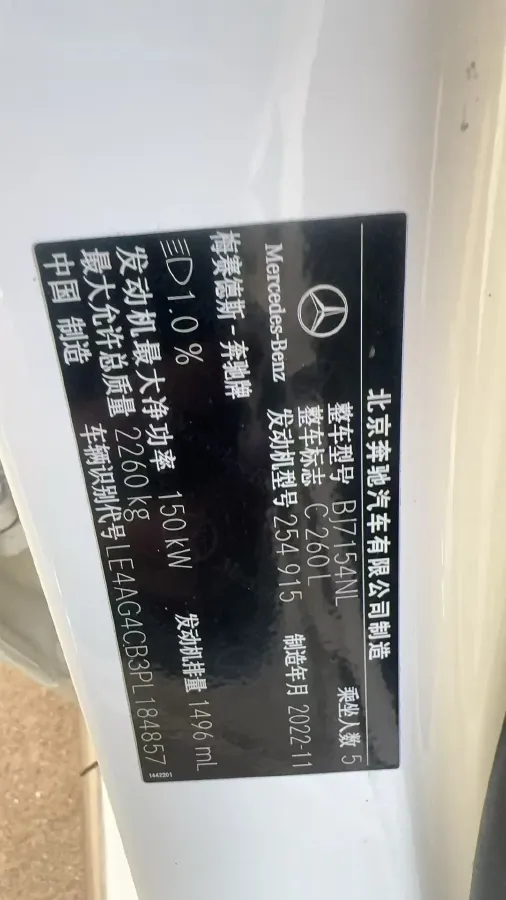 北京奔驰汽车有限公司制造
整车型号 BJ7154NL 乘坐人数 5
整车标志 C 260 L
Mercedes-Benz 发动机型号 254 915 制造年月 2022-11
梅赛德斯-奔驰牌
1.0% 发动机排量 1496 mL
发动机最大净功率 150 kW
最大允许总质量 2260 kg
中国 制造 车辆识别代号 LE4AG4CB3PL184857
1442201